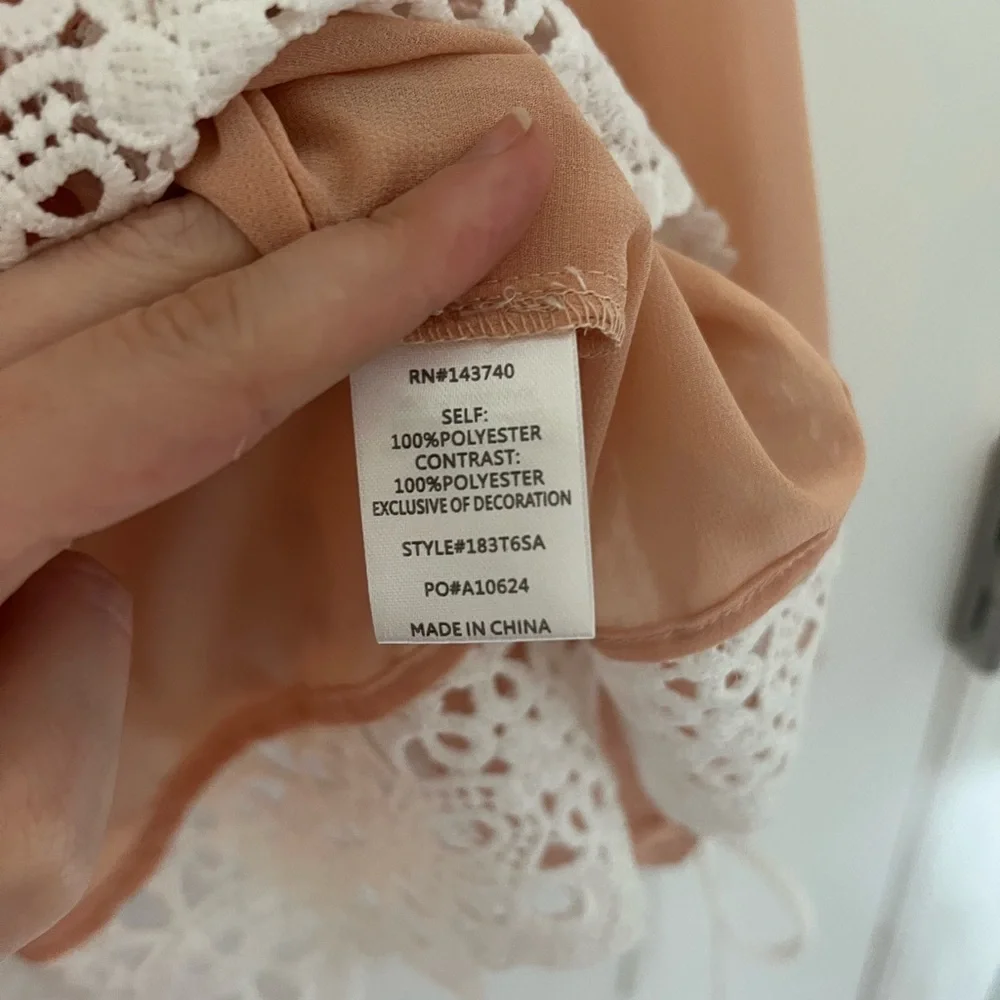 RN#143740
SELF:
100%POLYESTER
CONTRAST:
100%POLYESTER
EXCLUSIVE OF DECORATION
STYLE#183T6SA
PO#A10624
MADE IN CHINA